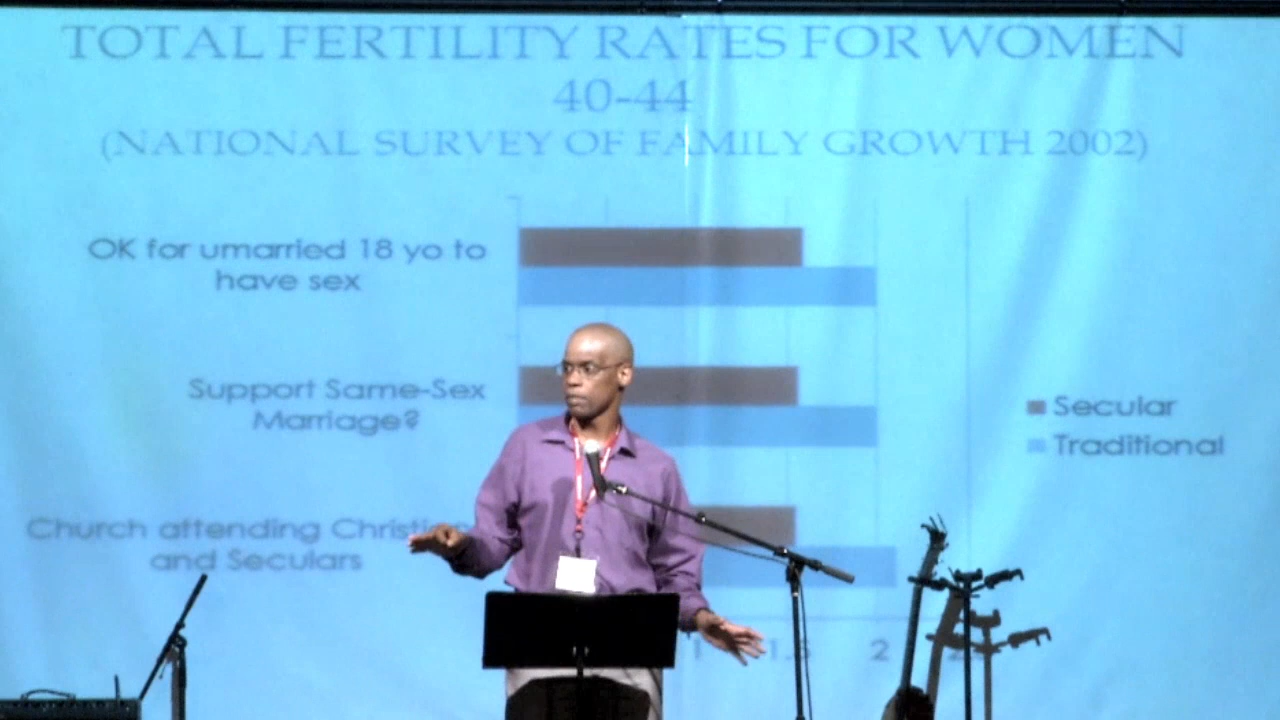 TOTAL FERTILITY RATES FOR WOMEN
40-44
(NATIONAL SURVEY OF FAMILY GROWTH 2002)
OK for umarried 18 yo to
have sex
Support Same-Sex
Marriage?
Secular
Traditional
Church attending
and Seculars
1
2